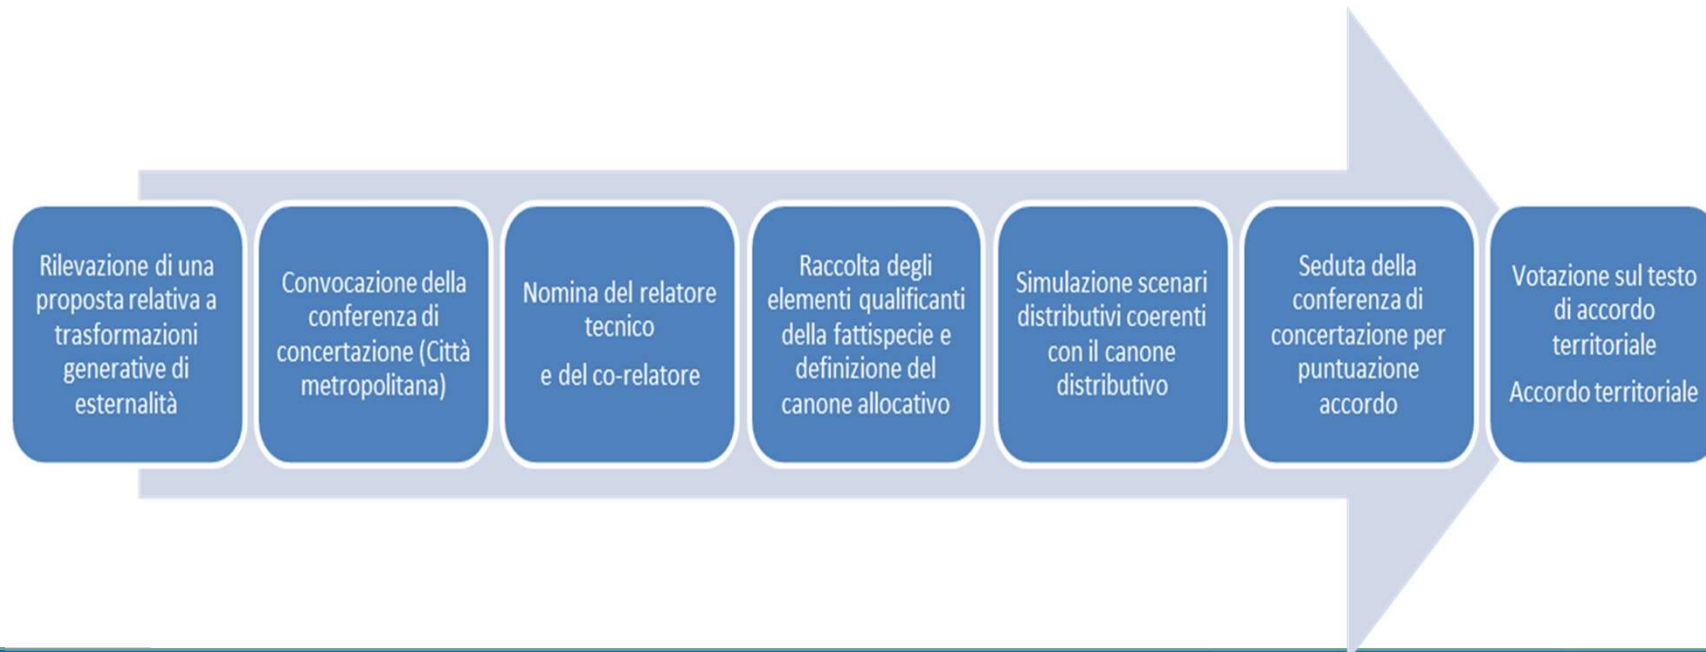 Rilevazione di una
proposta relativa a
trasformazioni
generative di
esternalità
Convocazione della
conferenza di
concertazione (Città
metropolitana)
Nomina del relatore
tecnico
e del co-relatore
Raccolta degli
elementi qualificanti
della fattispecie e
definizione del
canone allocativo
Simulazione scenari
distributivi coerenti
con il canone
distributivo
Seduta della
conferenza di
concertazione per
puntuazione
accordo
Votazione sul testo
di accordo
territoriale
Accordo territoriale